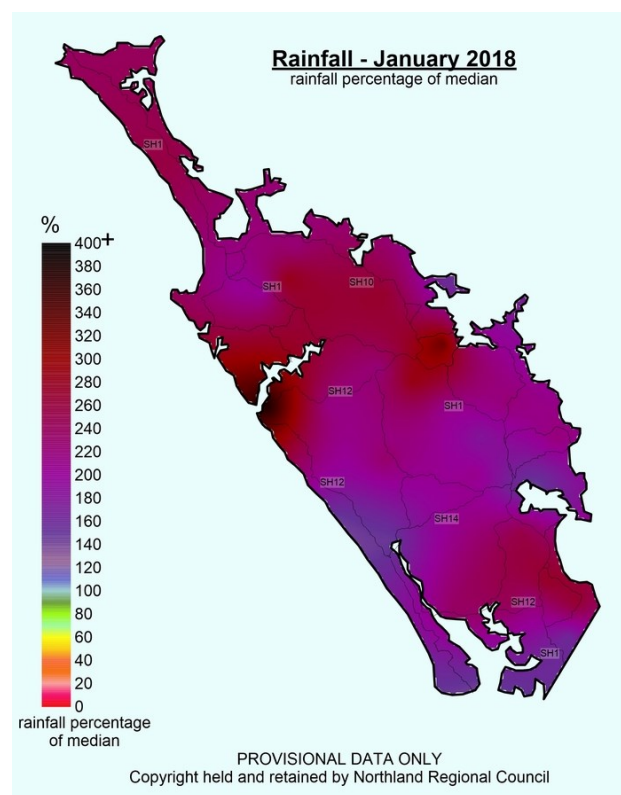 Rainfall - January 2018
rainfall percentage of median
SH1
%
400+
380
360
340
320
300
280
260
240
220
200
180
160
140
120
100
80
60
40
20
0
rainfall percentage
of median
SH1
SH10
SH12
SH1
SH12
SH14
SH12
SH1
PROVISIONAL DATA ONLY
Copyright held and retained by Northland Regional Council